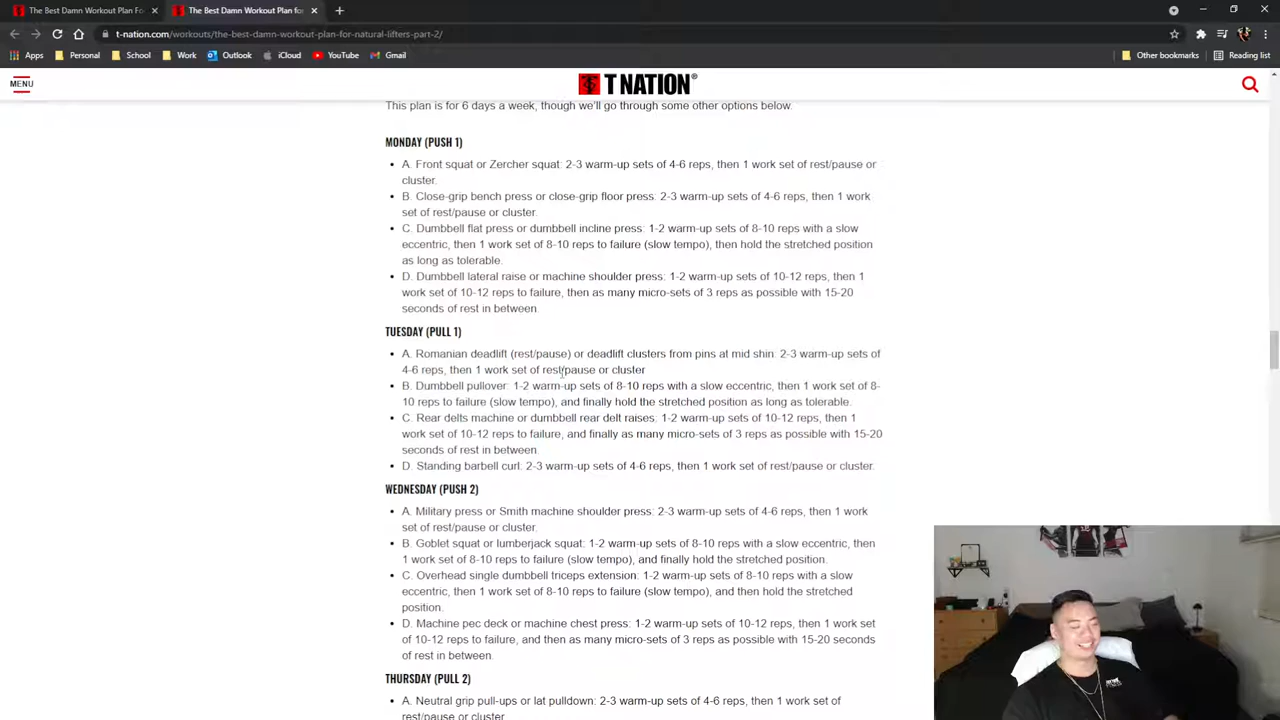 The Best Damn Workout Plan Fo
The Best Damn Workout Plan fo
t-nation.com/workouts/the-best-damn-workout-plan-for-natural-lifters-part-2/
Apps
Personal
School
Work
Outlook
iCloud
YouTube
Gmail
Other bookmarks
Reading list
MENU
T NATION®
This plan is for 6 days a week, though we'll go through some other options below.
MONDAY (PUSH 1)
• A. Front squat or Zercher squat: 2-3 warm-up sets of 4-6 reps, then 1 work set of rest/pause or
cluster.
• B. Close-grip bench press or close-grip floor press: 2-3 warm-up sets of 4-6 reps, then 1 work
set of rest/pause or cluster.
• C. Dumbbell flat press or dumbbell incline press: 1-2 warm-up sets of 8-10 reps with a slow
eccentric, then 1 work set of 8-10 reps to failure (slow tempo), then hold the stretched position
as long as tolerable.
• D. Dumbbell lateral raise or machine shoulder press: 1-2 warm-up sets of 10-12 reps, then 1
work set of 10-12 reps to failure, then as many micro-sets of 3 reps as possible with 15-20
seconds of rest in between.
TUESDAY (PULL 1)
• A. Romanian deadlift (rest/pause) or deadlift clusters from pins at mid shin: 2-3 warm-up sets of
4-6 reps, then 1 work set of rest/pause or cluster
• B. Dumbbell pullover: 1-2 warm-up sets of 8-10 reps with a slow eccentric, then 1 work set of 8-
10 reps to failure (slow tempo), and finally hold the stretched position as long as tolerable.
• C. Rear delts machine or dumbbell rear delt raises: 1-2 warm-up sets of 10-12 reps, then 1
work set of 10-12 reps to failure, and finally as many micro-sets of 3 reps as possible with 15-20
seconds of rest in between.
• D. Standing barbell curl: 2-3 warm-up sets of 4-6 reps, then 1 work set of rest/pause or cluster.
WEDNESDAY (PUSH 2)
• A. Military press or Smith machine shoulder press: 2-3 warm-up sets of 4-6 reps, then 1 work
set of rest/pause or cluster.
• B. Goblet squat or lumberjack squat: 1-2 warm-up sets of 8-10 reps with a slow eccentric, then
1 work set of 8-10 reps to failure (slow tempo), and finally hold the stretched position.
• C. Overhead single dumbbell triceps extension: 1-2 warm-up sets of 8-10 reps with a slow
eccentric, then 1 work set of 8-10 reps to failure (slow tempo), and then hold the stretched
position.
• D. Machine pec deck or machine chest press: 1-2 warm-up sets of 10-12 reps, then 1 work set
of 10-12 reps to failure, and then as many micro-sets of 3 reps as possible with 15-20 seconds
of rest in between.
THURSDAY (PULL 2)
• A. Neutral grip pull-ups or lat pulldown: 2-3 warm-up sets of 4-6 reps, then 1 work set of
rest/pause or cluster